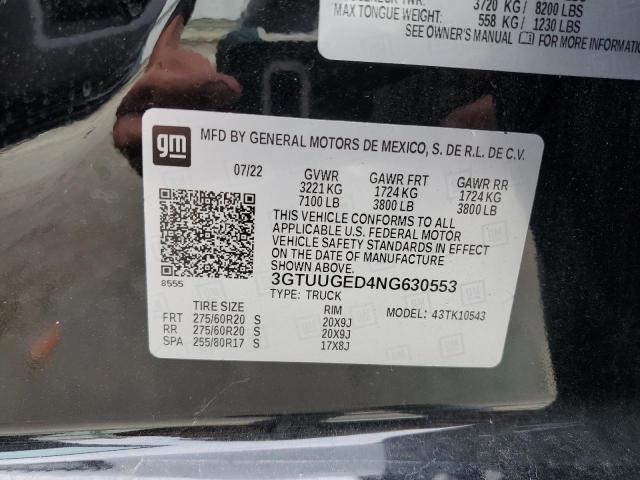 3720 KG/ 8200 LBS
MAX TONGUE WEIGHT: 558 KG/ 1230 LBS
SEE OWNER'S MANUAL FOR MORE INFORMATION
gm
MFD BY GENERAL MOTORS DE MEXICO, S. DE R.L. DE C.V.
07/22 GVWR GAWR FRT GAWR RR
3221 KG 1724 KG 1724 KG
7100 LB 3800 LB 3800 LB
THIS VEHICLE CONFORMS TO ALL
APPLICABLE U.S. FEDERAL MOTOR
VEHICLE SAFETY STANDARDS IN EFFECT
ON THE DATE OF MANUFACTURE
SHOWN ABOVE.
8555 3GTUUGED4NG630553
TYPE: TRUCK
TIRE SIZE RIM MODEL: 43TK10543
FRT 275/60R20 S 20X9J
RR 275/60R20 S 20X9J
SPA 255/80R17 S 17X8J